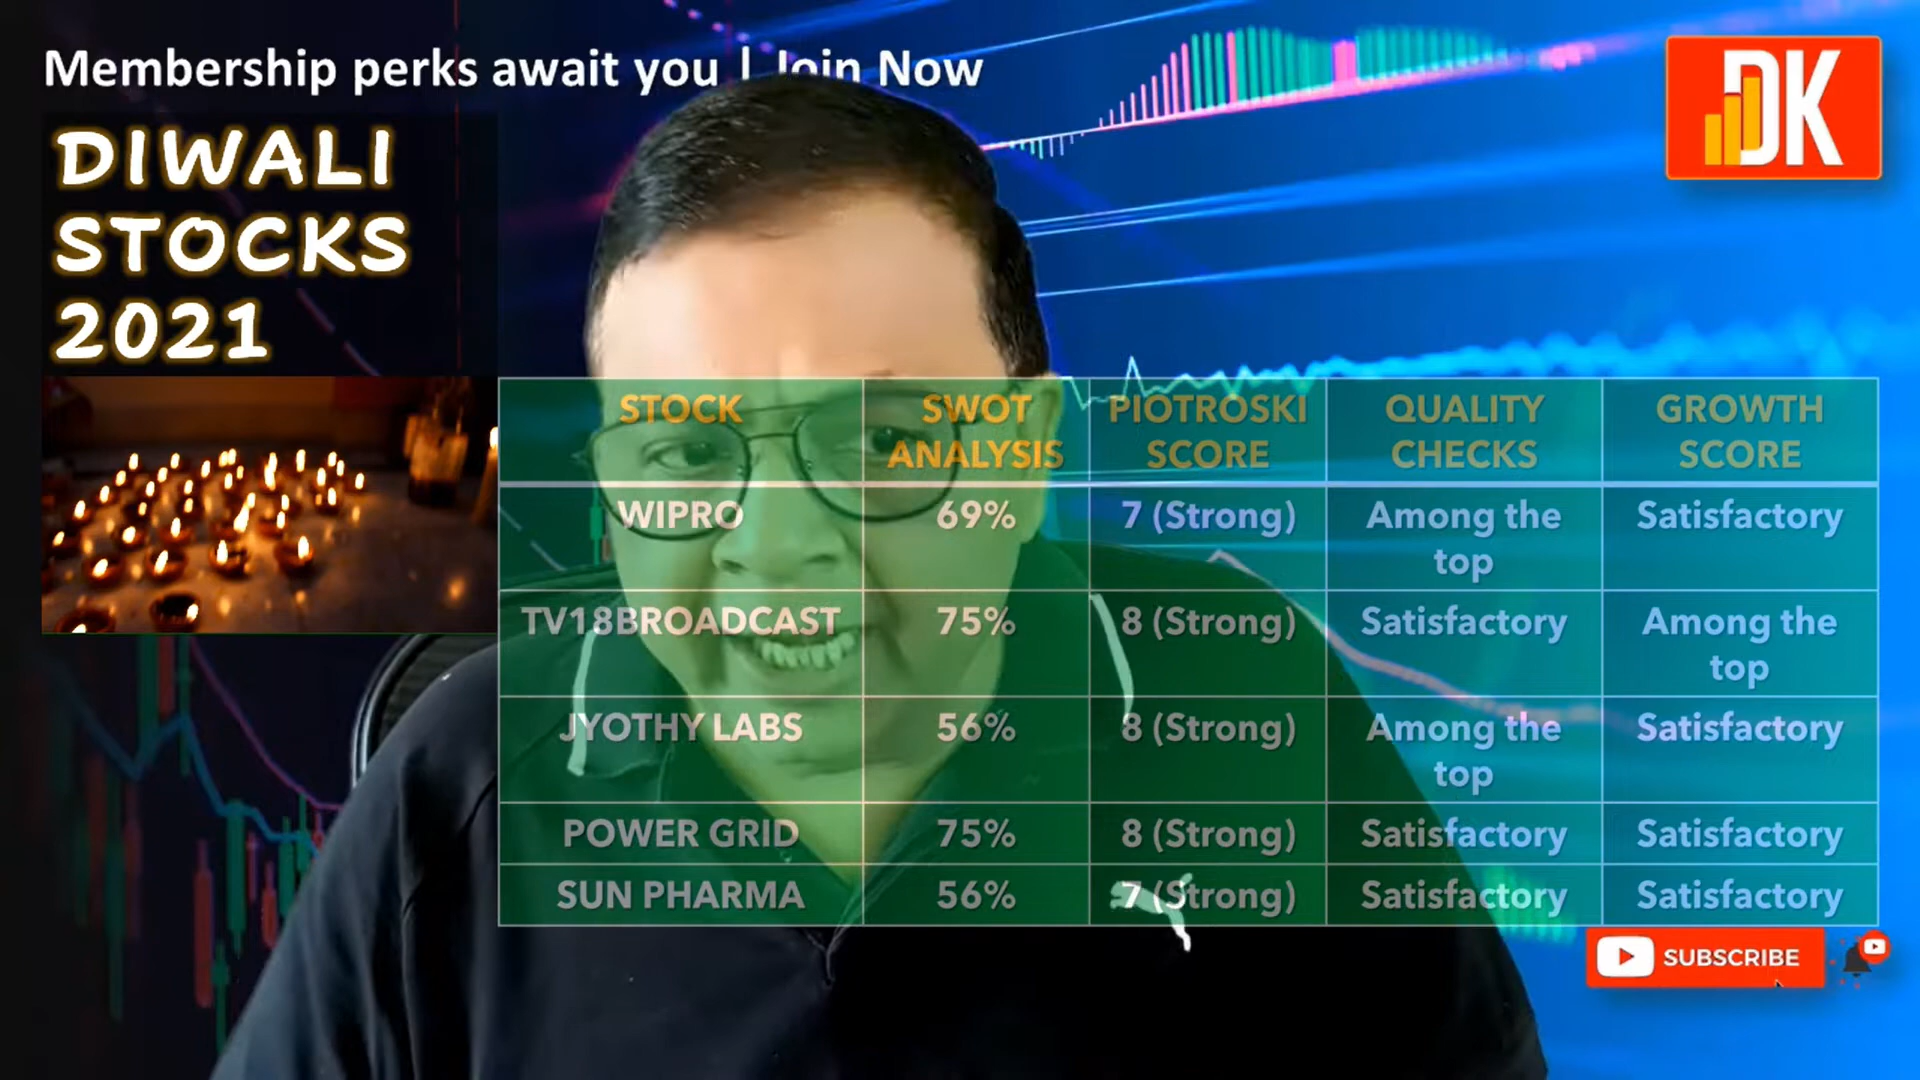 Membership perks await you | Join Now
DK
DIWALI
STOCKS
2021
STOCK
SWOT
ANALYSIS
PIOTROSKI
SCORE
QUALITY
CHECKS
GROWTH
SCORE
WIPRO
69%
7 (Strong)
Among the
top
Satisfactory
TV18BROADCAST
75%
8 (Strong)
Satisfactory
Among the
top
JYOTHY LABS
56%
8 (Strong)
Among the
top
Satisfactory
POWER GRID
75%
8 (Strong)
Satisfactory
Satisfactory
SUN PHARMA
56%
7 (Strong)
Satisfactory
Satisfactory
SUBSCRIBE